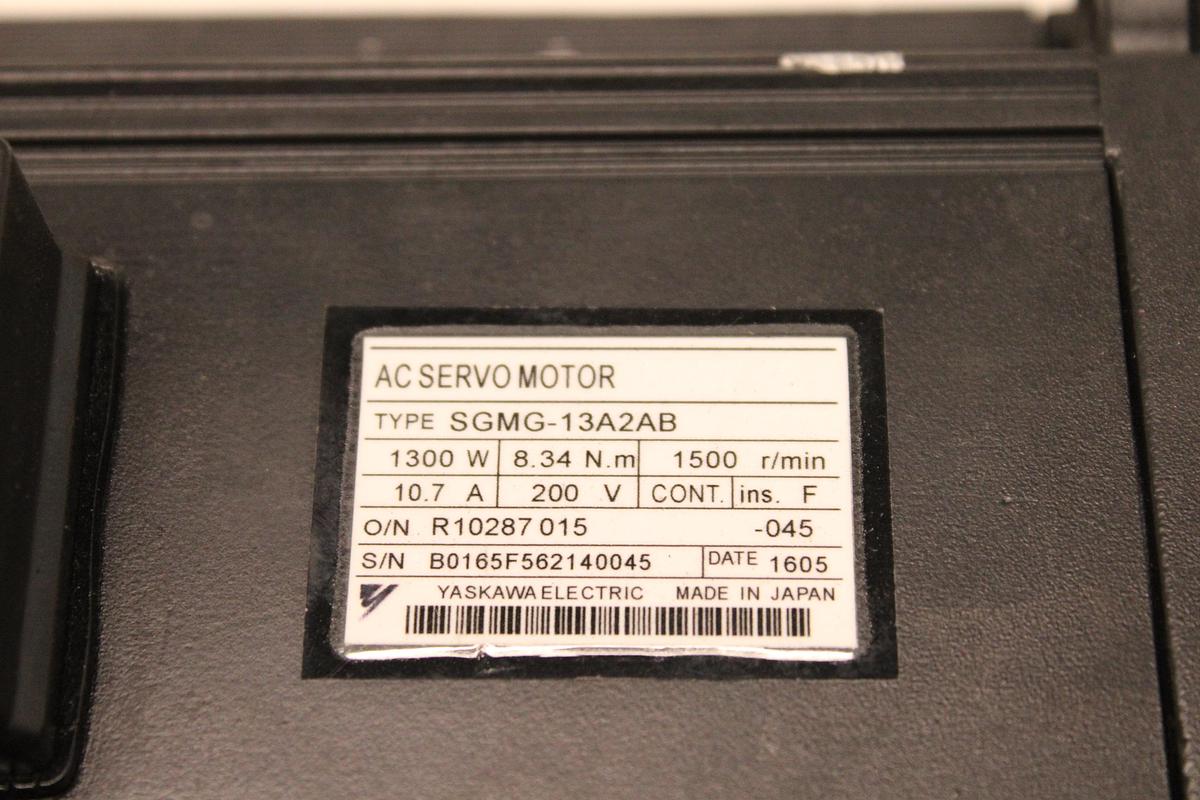 AC SERVO MOTOR
TYPE SGMG-13A2AB
1300 W 8.34 N.m 1500 r/min
10.7 A 200 V CONT. ins. F
O/N R10287 015 -045
S/N B0165F562140045 DATE 1605
YASKAWA ELECTRIC MADE IN JAPAN